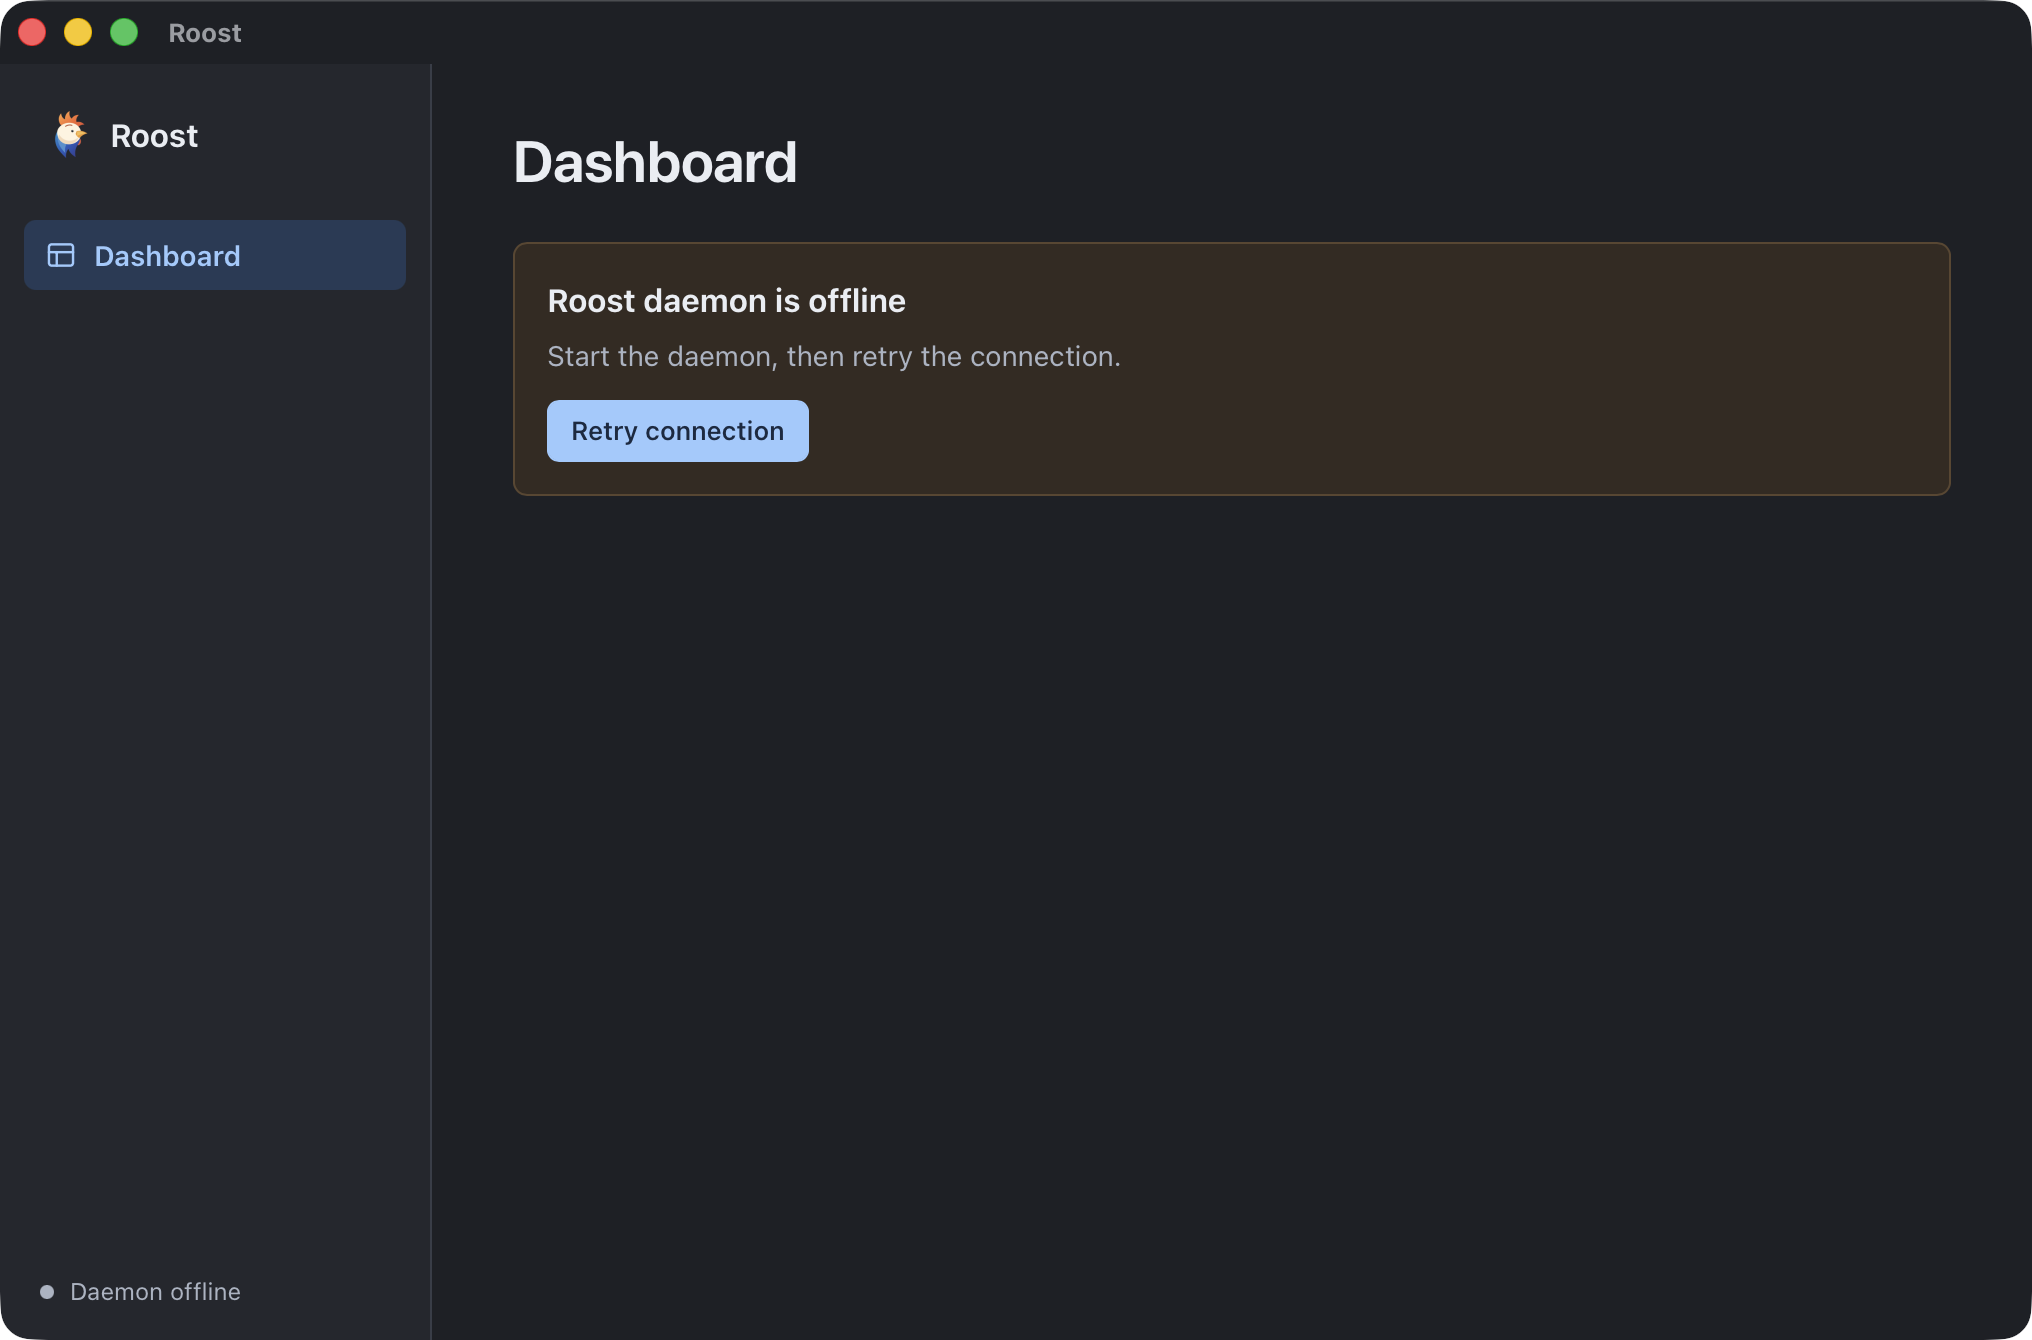 Roost
Roost
Dashboard
Dashboard
Roost daemon is offline
Start the daemon, then retry the connection.
Retry connection
Daemon offline